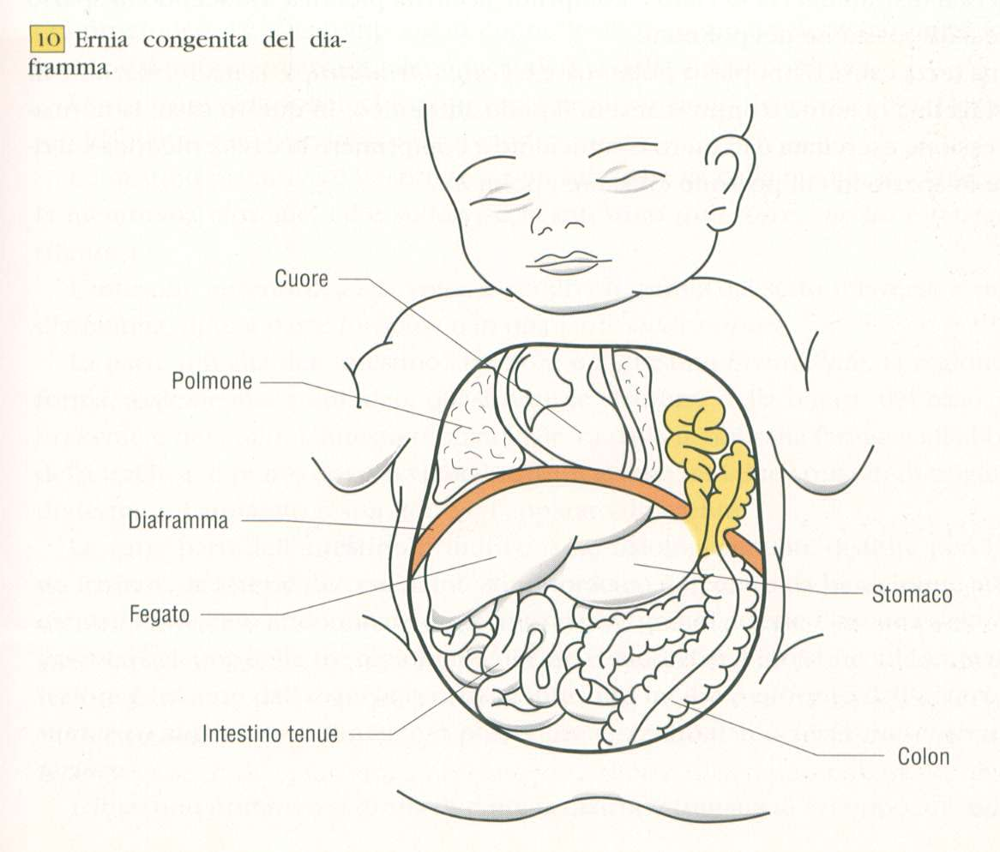 10 Ernia congenita del dia-
framma.
Cuore
Polmone
Diaframma
Fegato
Stomaco
Intestino tenue
Colon